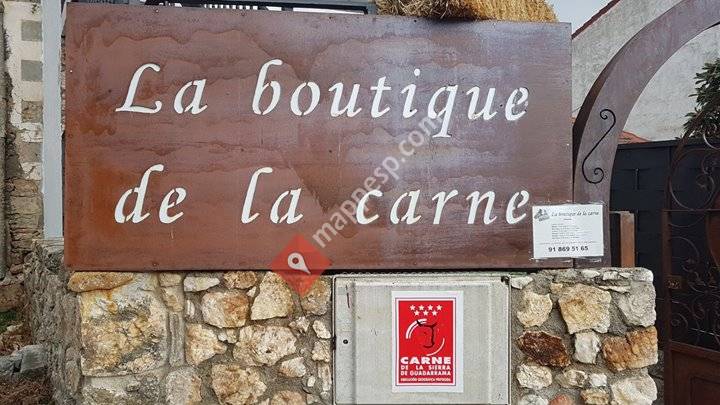 La boutique
de la carne
La boutique de la carne
91 869 51 65
CARNE
DE LA SIERRA
DE GUADARRAMA
mappesp.com